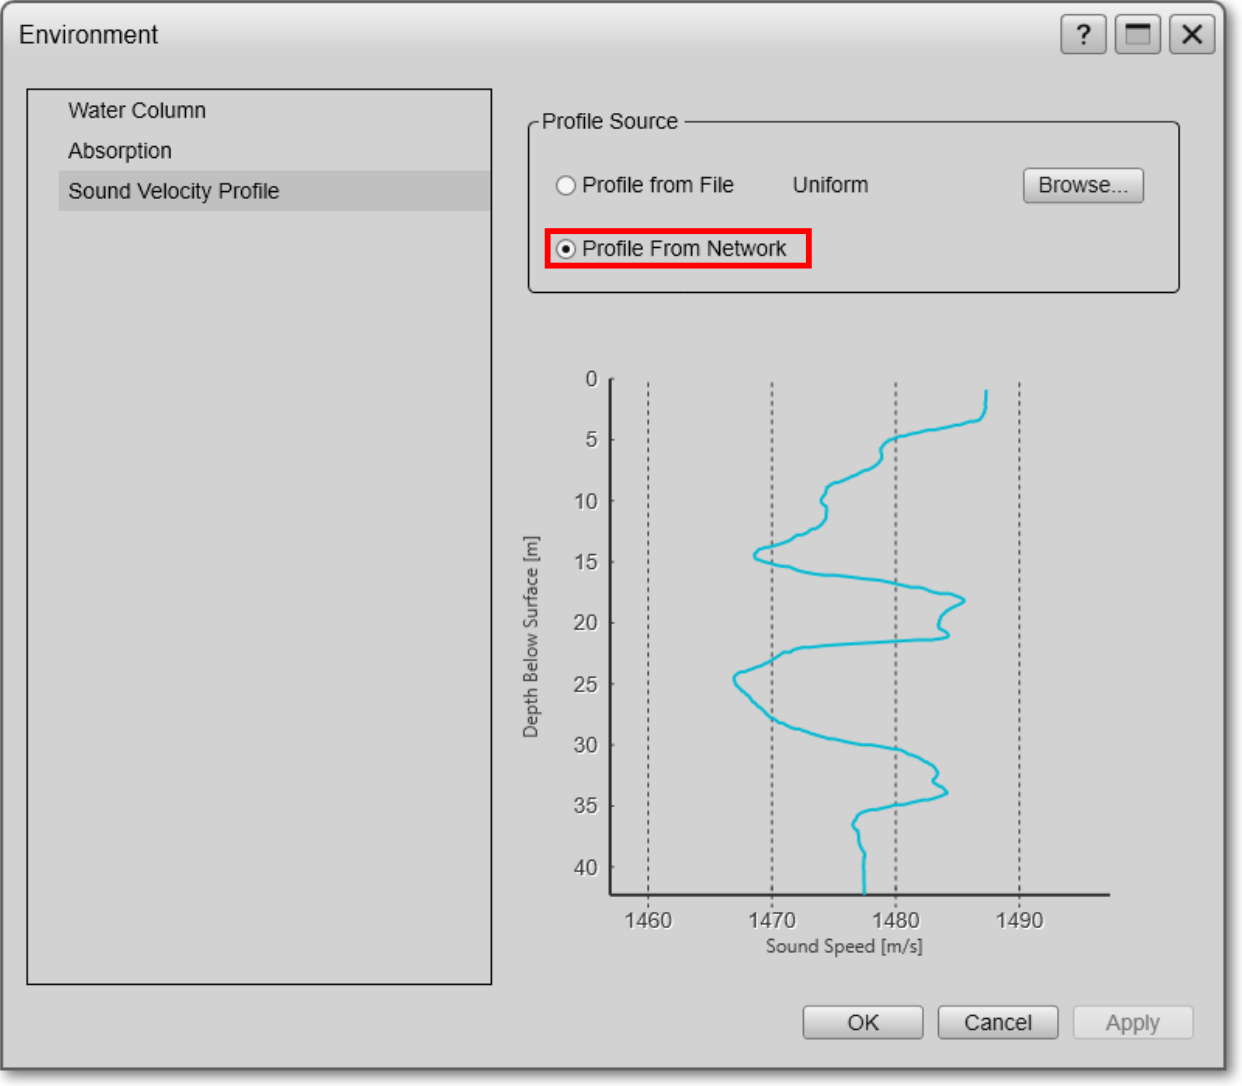 Environment
?
Water Column
Absorption
Sound Velocity Profile
Profile Source
Profile from File Uniform Browse...
Profile From Network
0
5
10
15
20
25
30
35
40
Depth Below Surface [m]
1460 1470 1480 1490
Sound Speed [m/s]
OK Cancel Apply